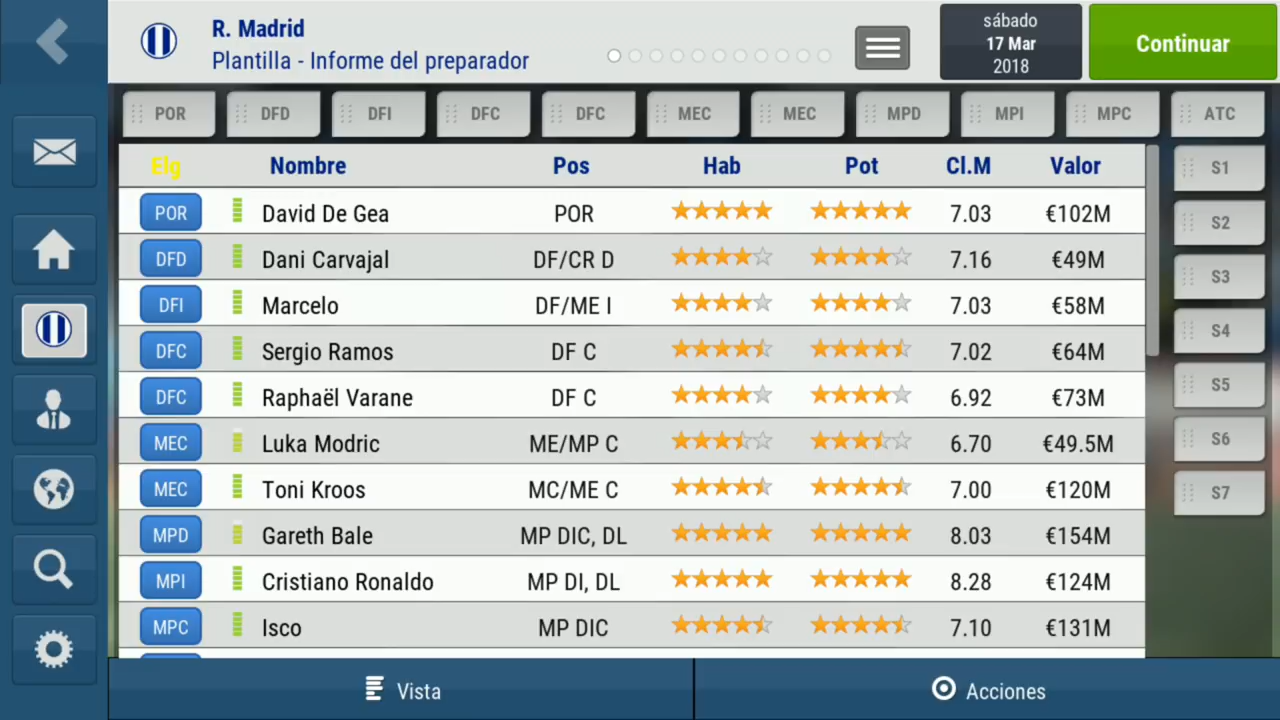 R. Madrid
Plantilla - Informe del preparador
sábado
17 Mar
2018
Continuar
POR DFD DFI DFC DFC MEC MEC MPD MPI MPC ATC
Elg Nombre Pos Hab Pot Cl.M Valor
POR David De Gea POR 7.03 €102M
DFD Dani Carvajal DF/CR D 7.16 €49M
DFI Marcelo DF/ME I 7.03 €58M
DFC Sergio Ramos DF C 7.02 €64M
DFC Raphaël Varane DF C 6.92 €73M
MEC Luka Modric ME/MP C 6.70 €49.5M
MEC Toni Kroos MC/ME C 7.00 €120M
MPD Gareth Bale MP DIC, DL 8.03 €154M
MPI Cristiano Ronaldo MP DI, DL 8.28 €124M
MPC Isco MP DIC 7.10 €131M
S1
S2
S3
S4
S5
S6
S7
Vista
Acciones